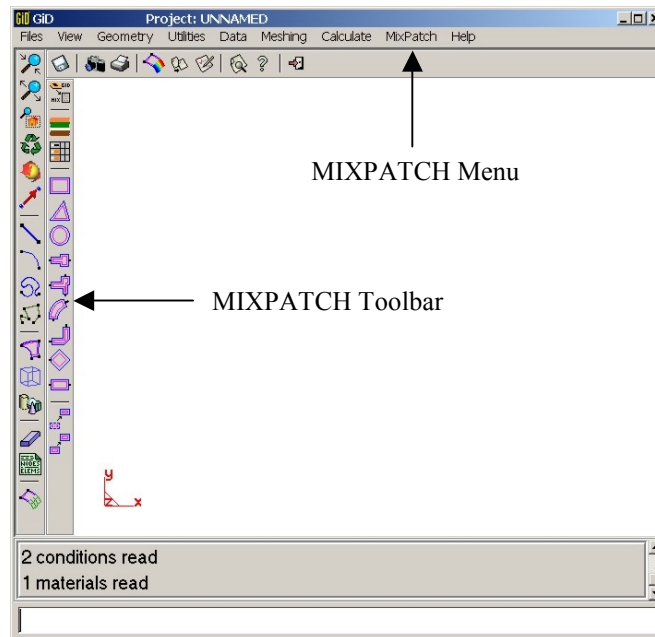 GiD GiD Project: UNNAMED
Files View Geometry Utilities Data Meshing Calculate MixPatch Help
MIXPATCH Menu
MIXPATCH Toolbar
y
z x
2 conditions read
1 materials read